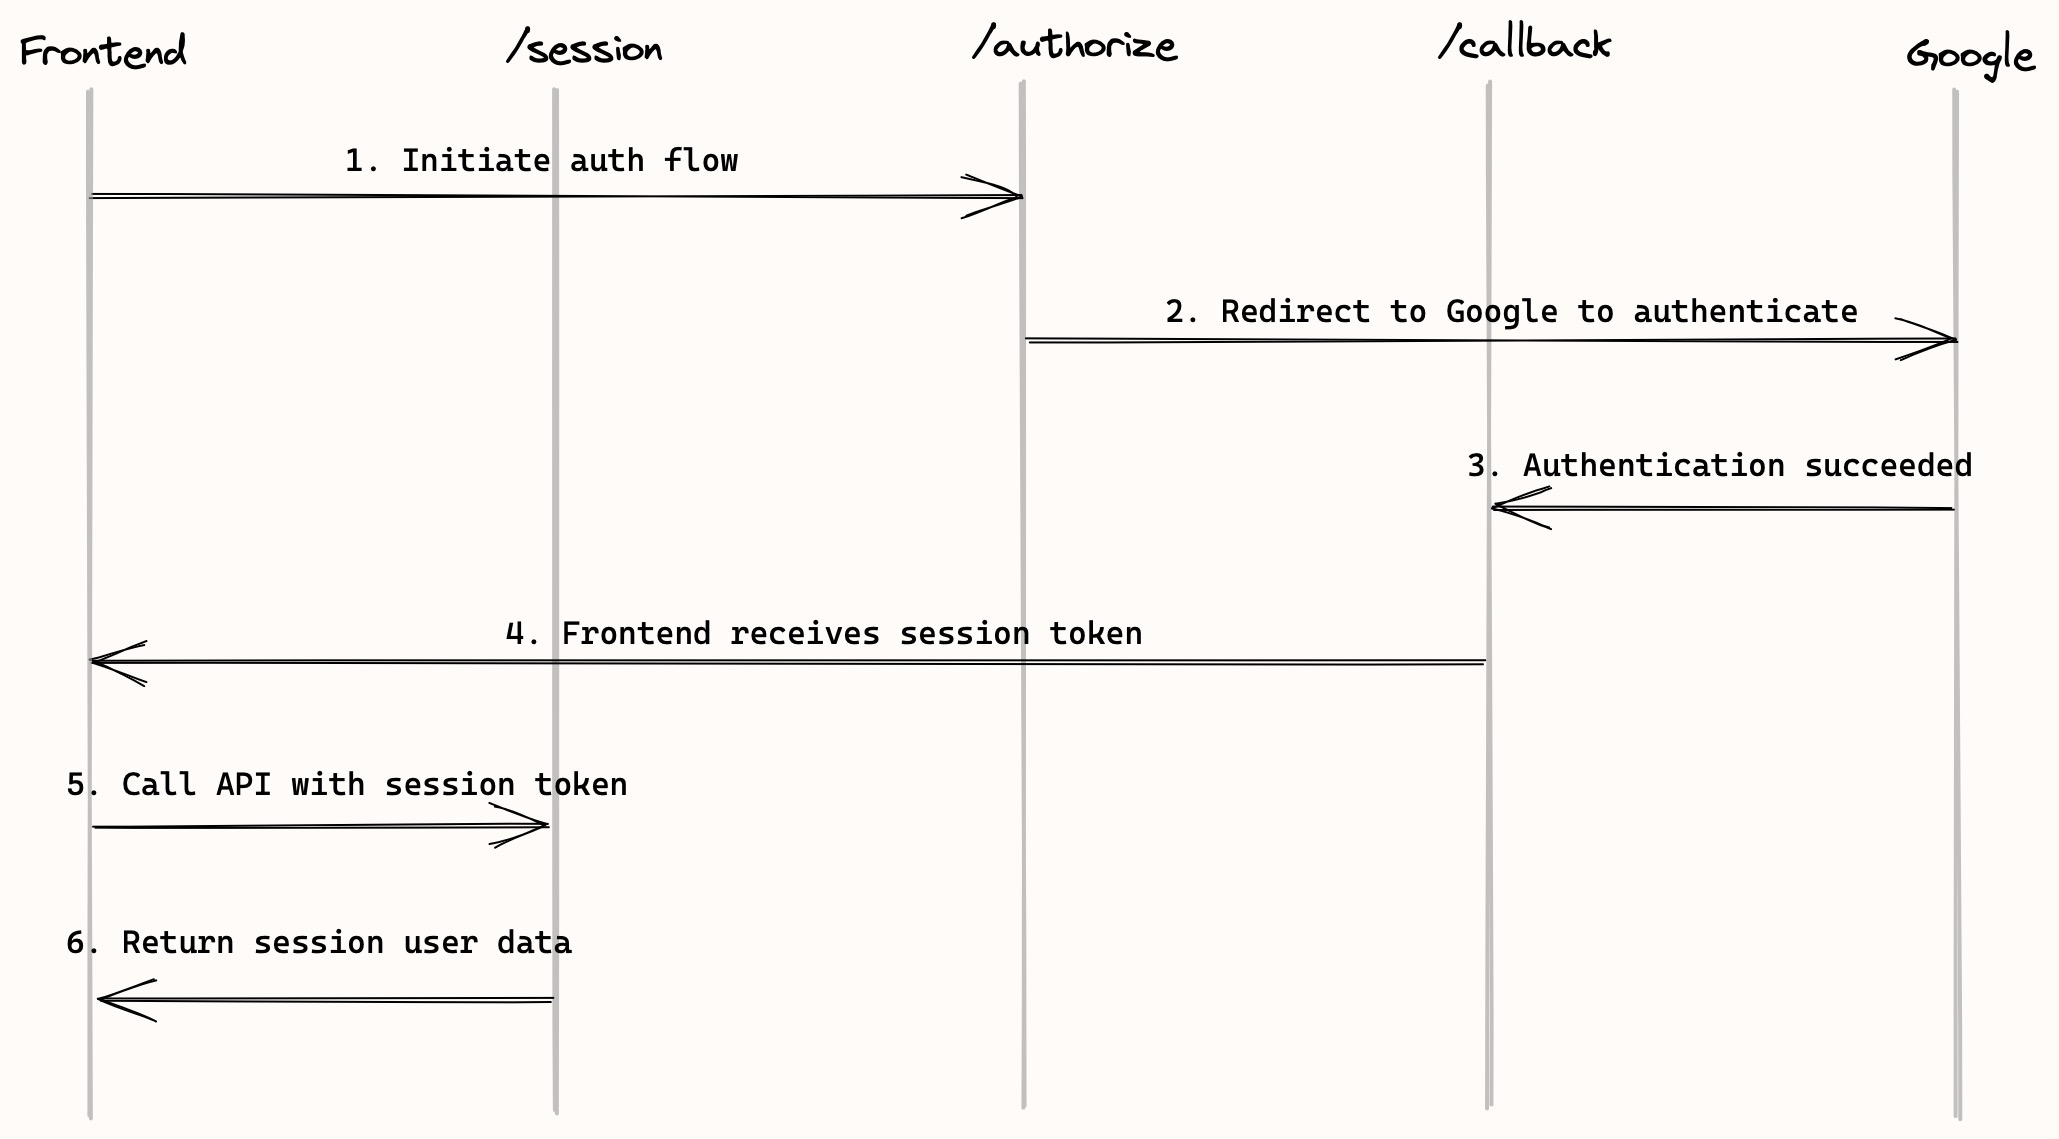 Frontend
/session
/authorize
/callback
Google
1. Initiate auth flow
2. Redirect to Google to authenticate
3. Authentication succeeded
4. Frontend receives session token
5. Call API with session token
6. Return session user data